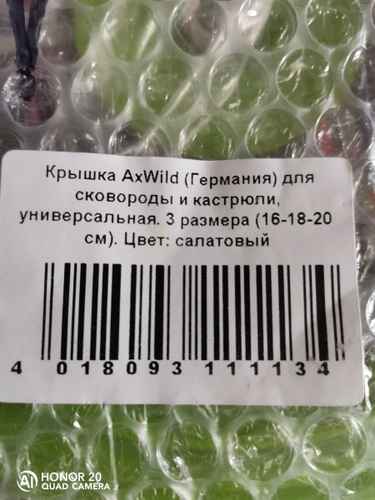 Крышка AxWild (Германия) для
сковороды и кастрюли,
универсальная. 3 размера (16-18-20
см). Цвет: салатовый
4 018093 111134
AI HONOR 20
QUAD CAMERA